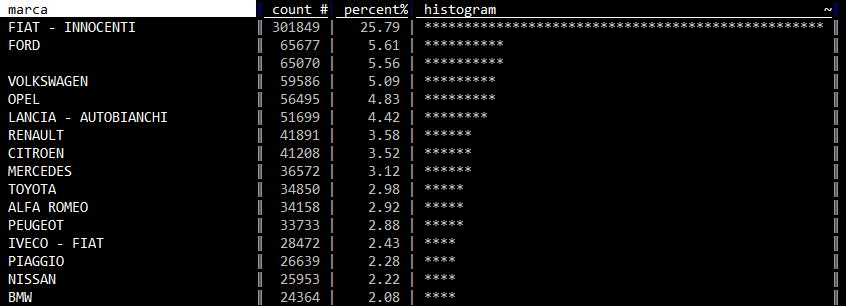 marca ║ count # | percent% | histogram ~║
FIAT - INNOCENTI ║ 301849 | 25.79 | ************************************************** ║
FORD ║ 65677 | 5.61 | ********** ║
║ 65070 | 5.56 | ********** ║
VOLKSWAGEN ║ 59586 | 5.09 | ********* ║
OPEL ║ 56495 | 4.83 | ********* ║
LANCIA - AUTOBIANCHI ║ 51699 | 4.42 | ******** ║
RENAULT ║ 41891 | 3.58 | ****** ║
CITROEN ║ 41208 | 3.52 | ****** ║
MERCEDES ║ 36572 | 3.12 | ****** ║
TOYOTA ║ 34850 | 2.98 | ***** ║
ALFA ROMEO ║ 34158 | 2.92 | ***** ║
PEUGEOT ║ 33733 | 2.88 | ***** ║
IVECO - FIAT ║ 28472 | 2.43 | **** ║
PIAGGIO ║ 26639 | 2.28 | **** ║
NISSAN ║ 25953 | 2.22 | **** ║
BMW ║ 24364 | 2.08 | **** ║